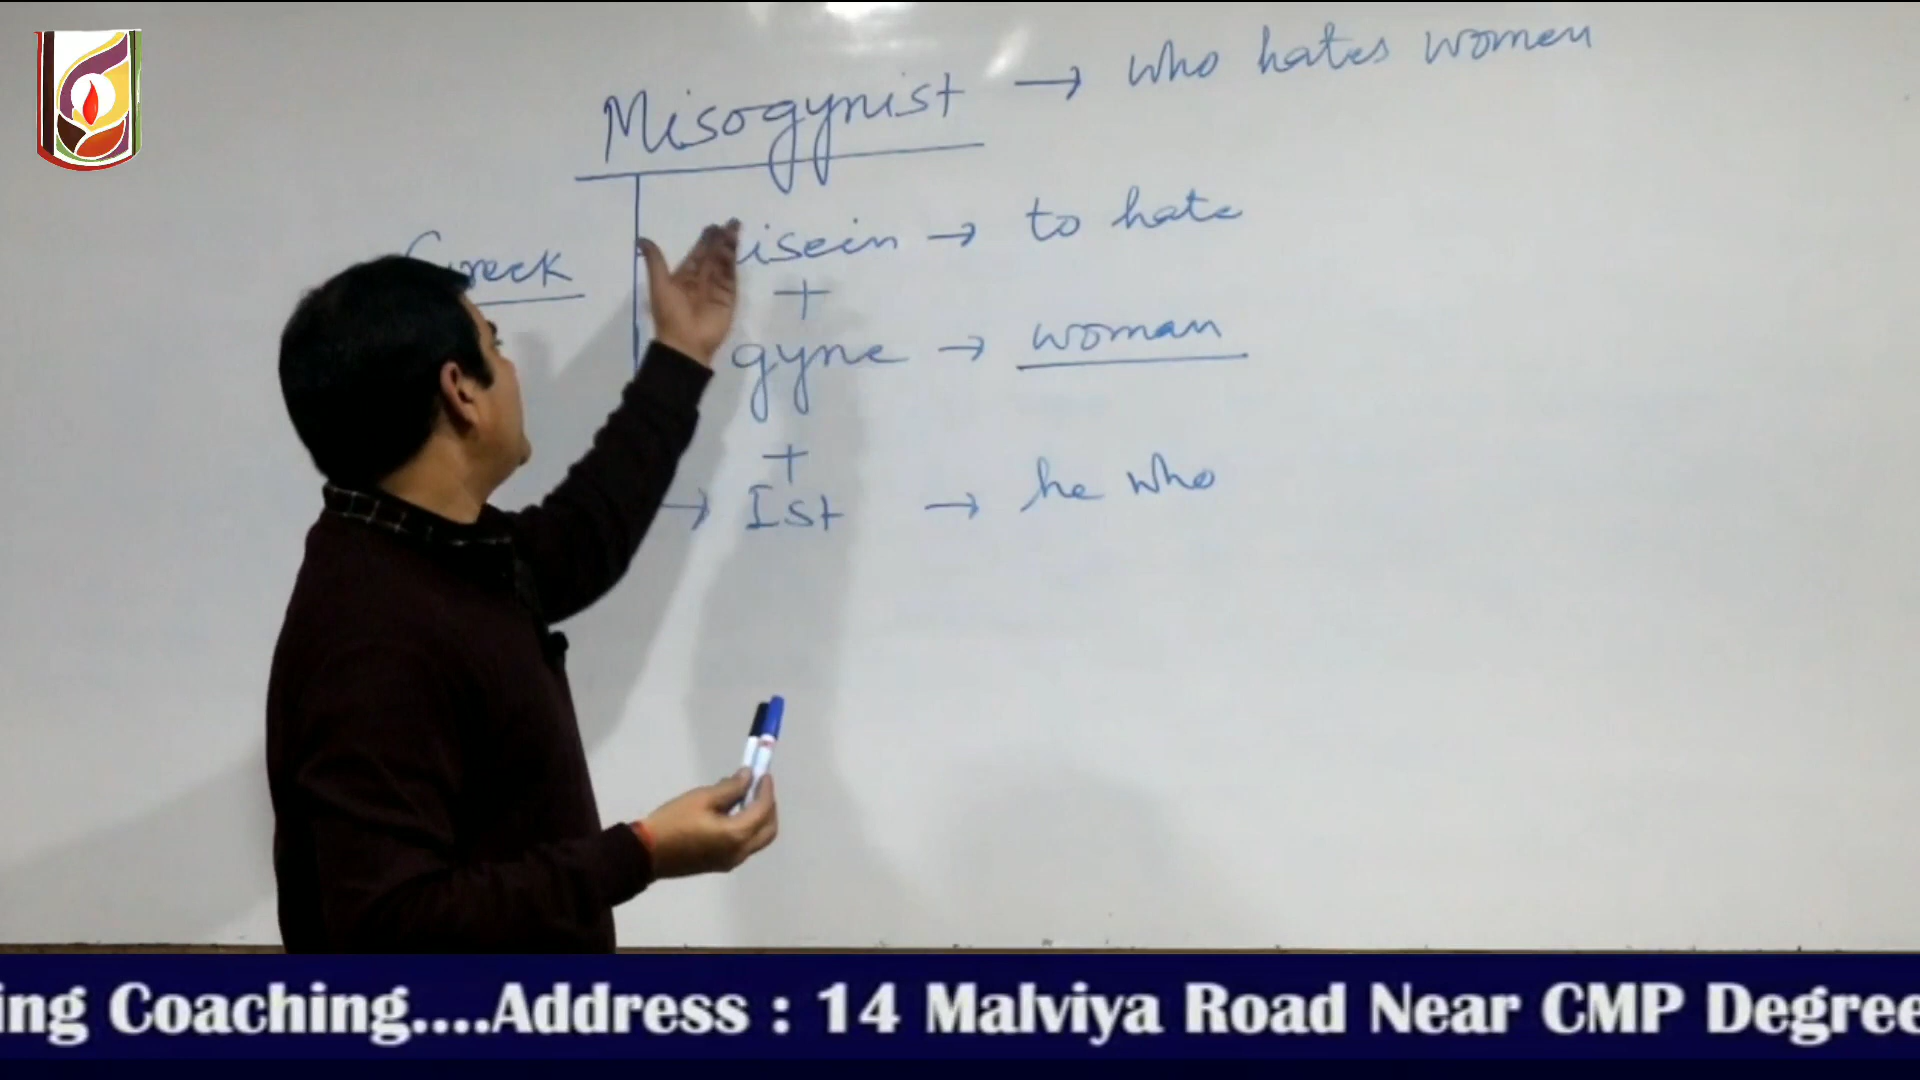 Misogynist → who hates women
Greek
isein → to hate
+
gyne → woman
+
→ Ist → he who
ing Coaching....Address : 14 Malviya Road Near CMP Degree